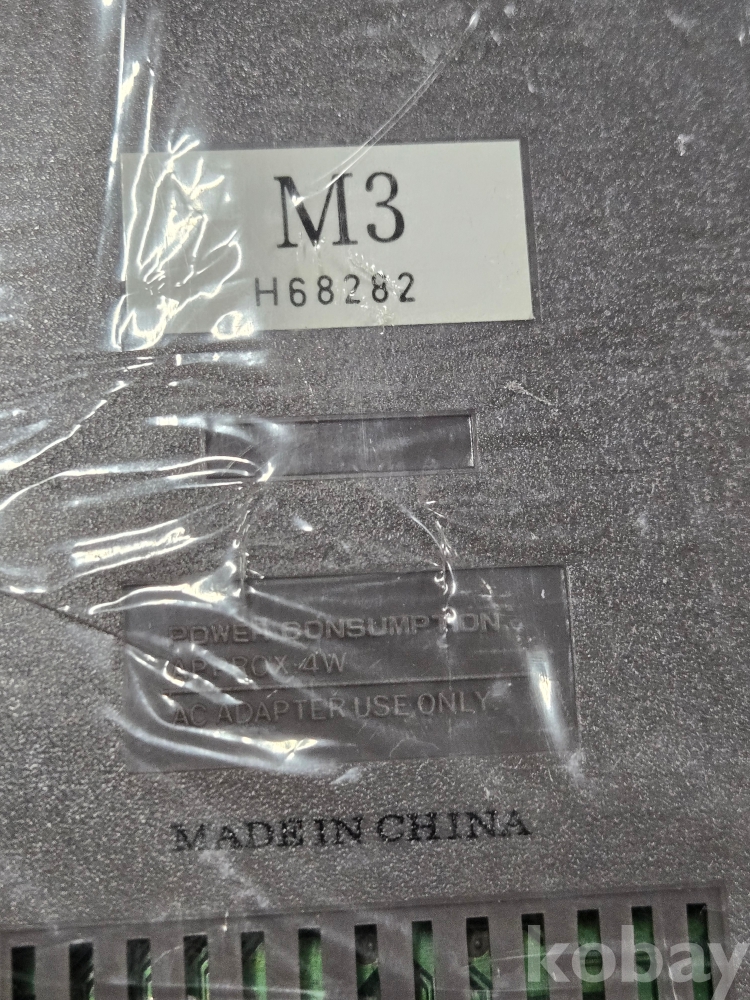 M3
H68282
POWER CONSUMPTION
APPROX. 4W
AC ADAPTER USE ONLY
MADE IN CHINA
kobay